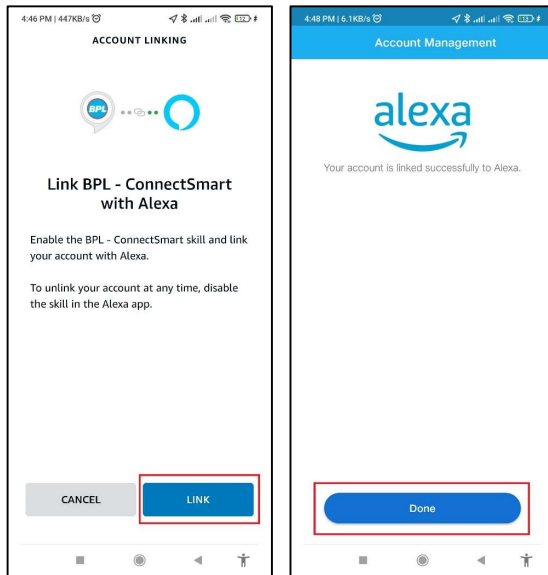 4:46 PM | 447KB/s
12
ACCOUNT LINKING
BPL
Link BPL - ConnectSmart
with Alexa
Enable the BPL - ConnectSmart skill and link
your account with Alexa.
To unlink your account at any time, disable
the skill in the Alexa app.
CANCEL
LINK
4:48 PM | 6.1KB/s
13
Account Management
alexa
Your account is linked successfully to Alexa.
Done